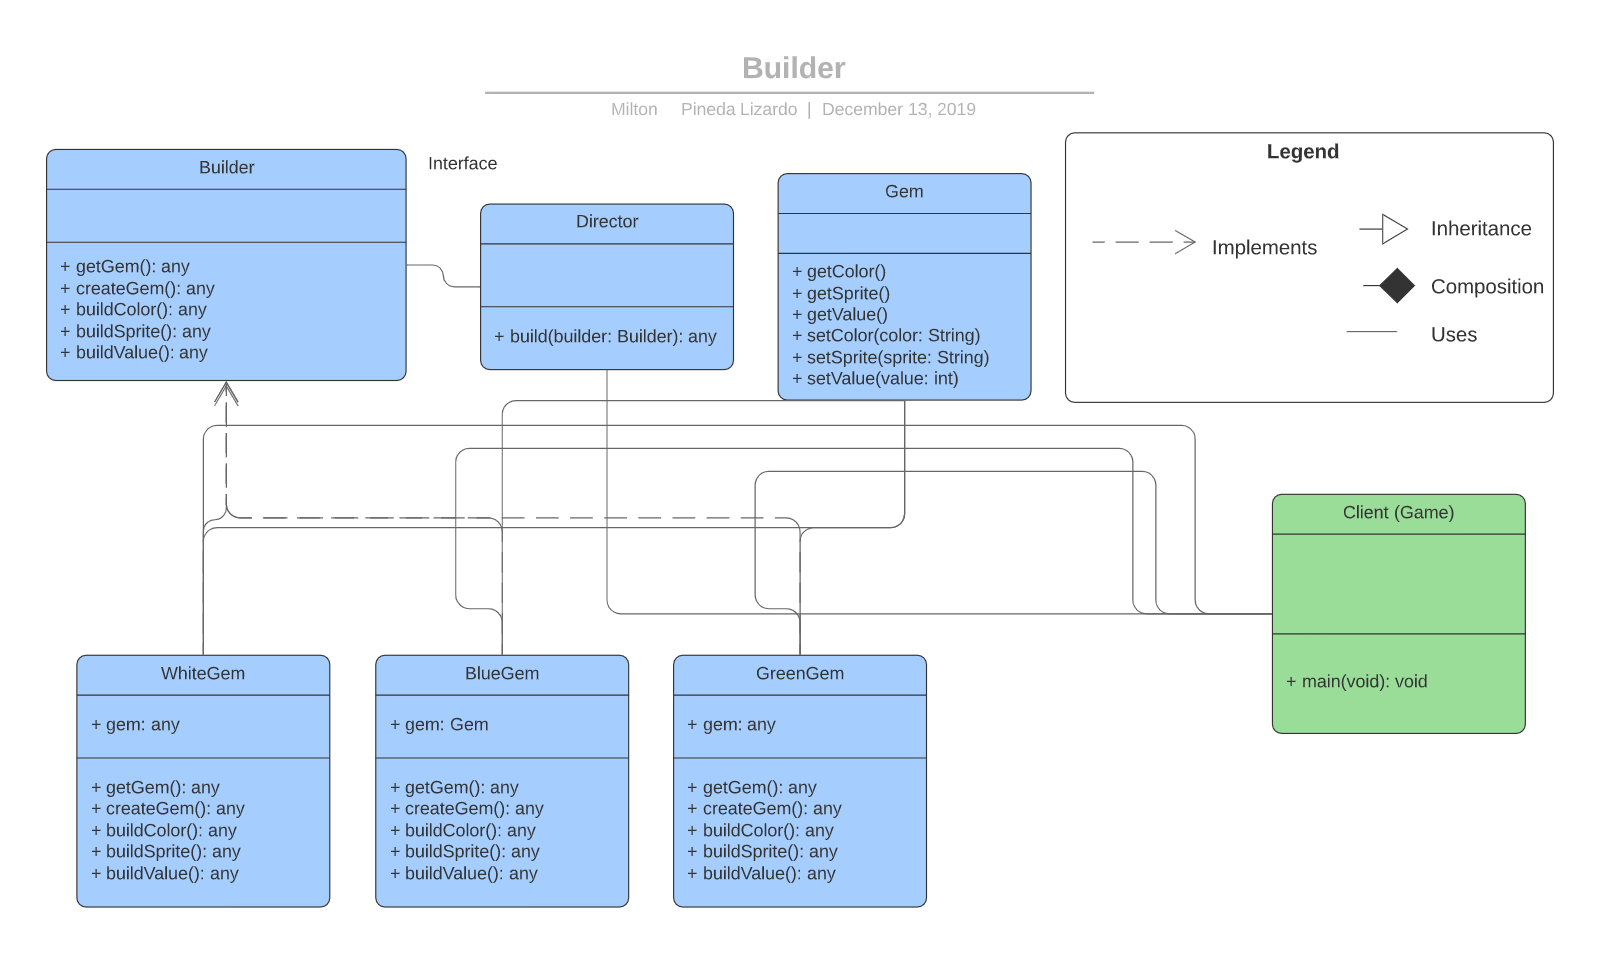 Builder
Milton Pineda Lizardo | December 13, 2019
Builder
+ getGem(): any
+ createGem(): any
+ buildColor(): any
+ buildSprite(): any
+ buildValue(): any
Interface
Director
+ build(builder: Builder): any
Gem
+ getColor()
+ getSprite()
+ getValue()
+ setColor(color: String)
+ setSprite(sprite: String)
+ setValue(value: int)
Legend
Implements
Inheritance
Composition
Uses
Client (Game)
+ main(void): void
WhiteGem
+ gem: any
+ getGem(): any
+ createGem(): any
+ buildColor(): any
+ buildSprite(): any
+ buildValue(): any
BlueGem
+ gem: Gem
+ getGem(): any
+ createGem(): any
+ buildColor(): any
+ buildSprite(): any
+ buildValue(): any
GreenGem
+ gem: any
+ getGem(): any
+ createGem(): any
+ buildColor(): any
+ buildSprite(): any
+ buildValue(): any